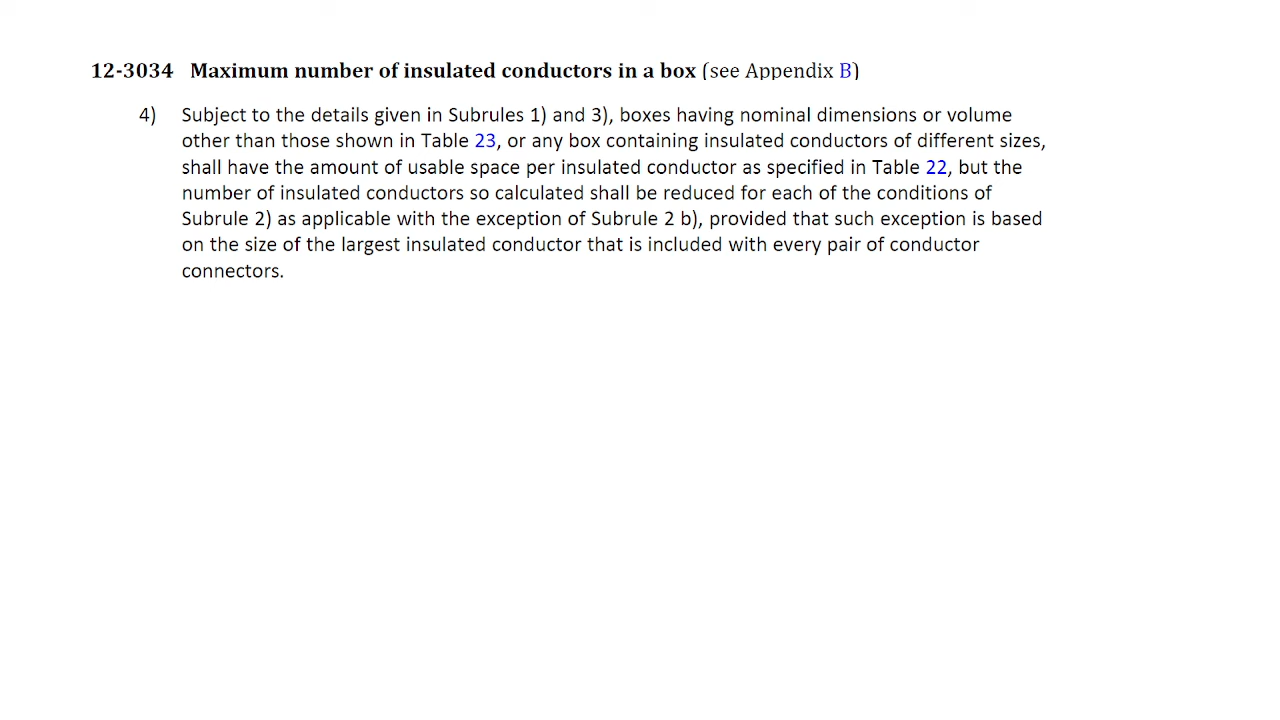 12-3034 Maximum number of insulated conductors in a box (see Appendix B)
4) Subject to the details given in Subrules 1) and 3), boxes having nominal dimensions or volume
other than those shown in Table 23, or any box containing insulated conductors of different sizes,
shall have the amount of usable space per insulated conductor as specified in Table 22, but the
number of insulated conductors so calculated shall be reduced for each of the conditions of
Subrule 2) as applicable with the exception of Subrule 2 b), provided that such exception is based
on the size of the largest insulated conductor that is included with every pair of conductor
connectors.